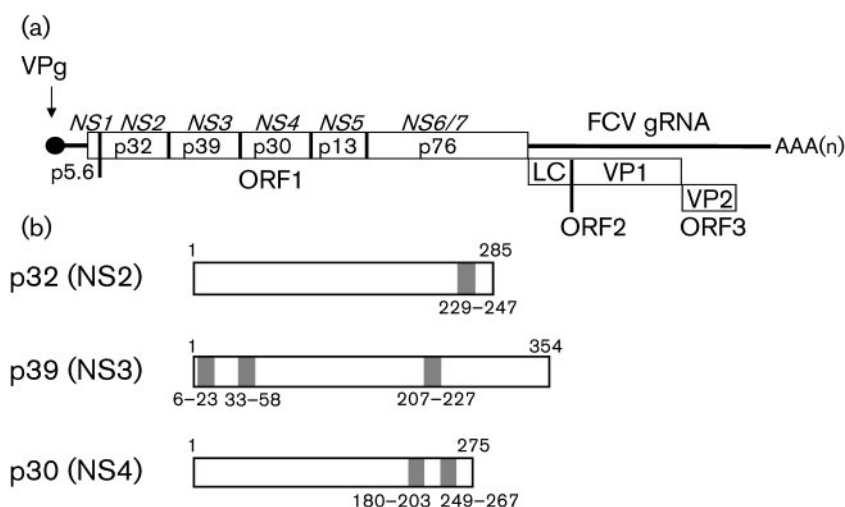 (a)
VPg
NS1 NS2 NS3 NS4 NS5 NS6/7 FCV gRNA
p5.6 p32 p39 p30 p13 p76 AAA(n)
ORF1 LC VP1
VP2
ORF2 ORF3
(b)
1 285
p32 (NS2)
229–247
1 354
p39 (NS3)
6–23 33–58 207–227
1 275
p30 (NS4)
180–203 249–267